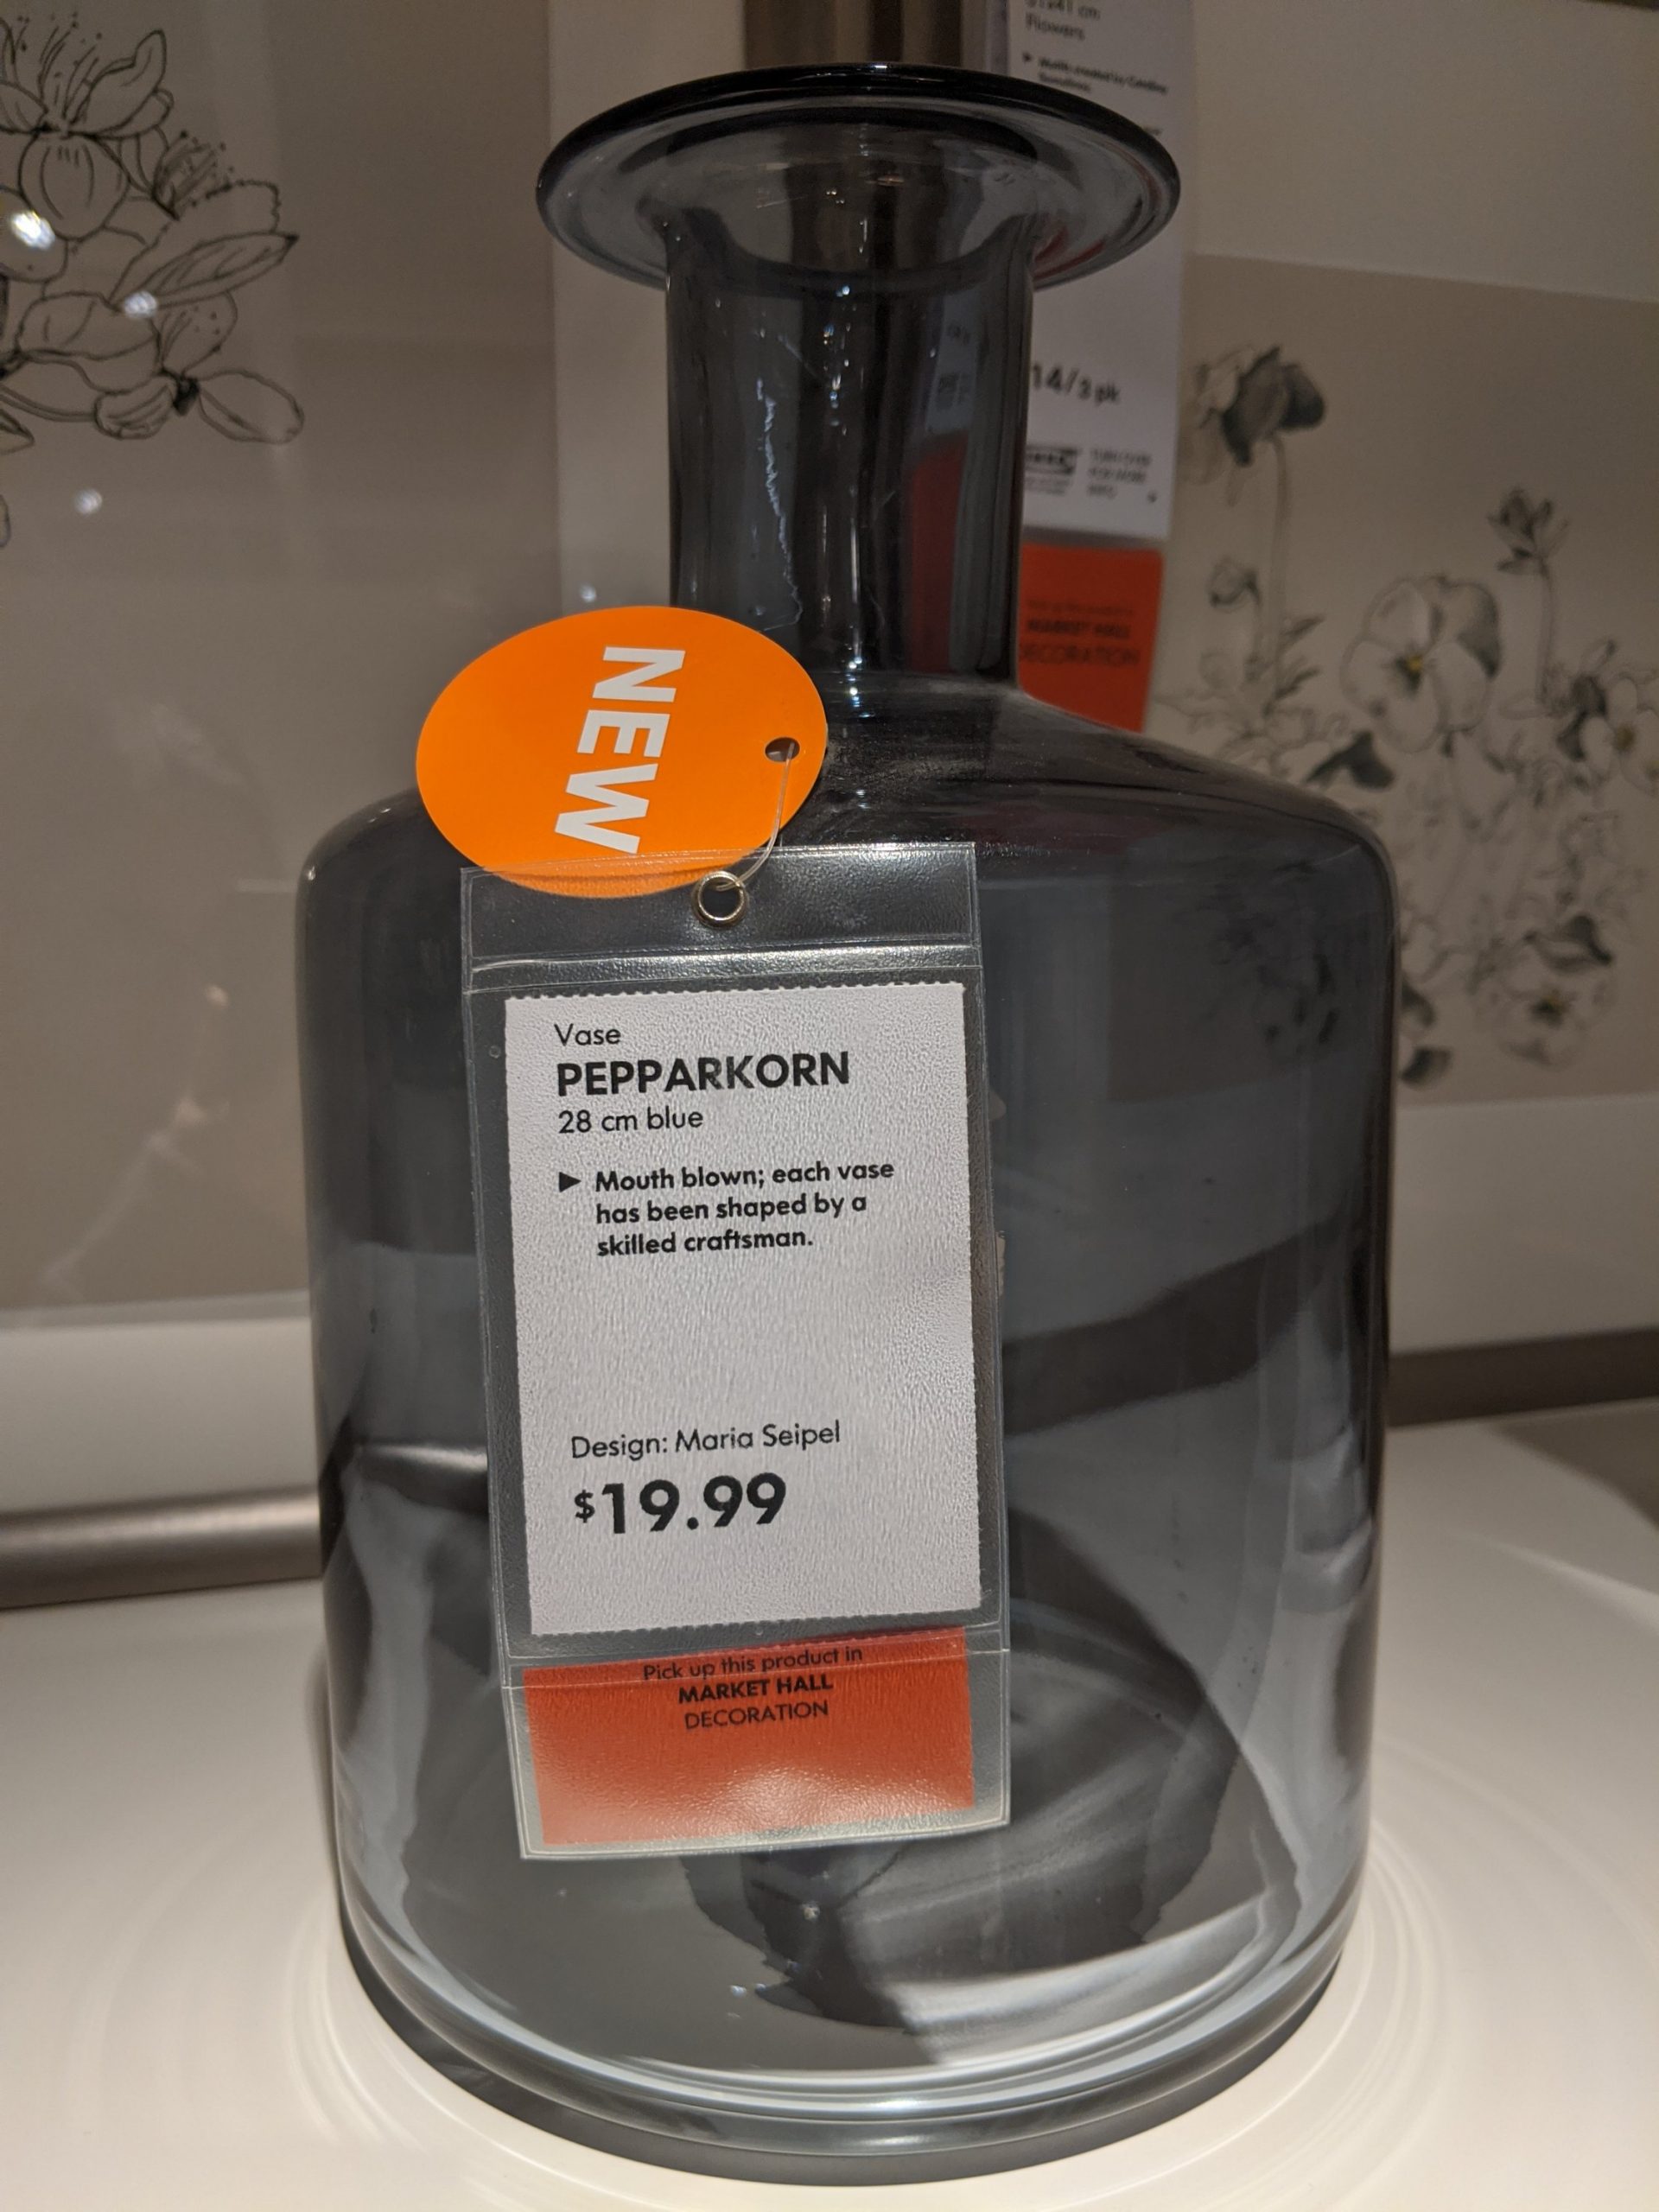 Flowers
14/3 pk
MARKET HALL
DECORATION
NEW
Vase
PEPPARKORN
28 cm blue
► Mouth blown; each vase
has been shaped by a
skilled craftsman.
Design: Maria Seipel
$19.99
Pick up this product in
MARKET HALL
DECORATION